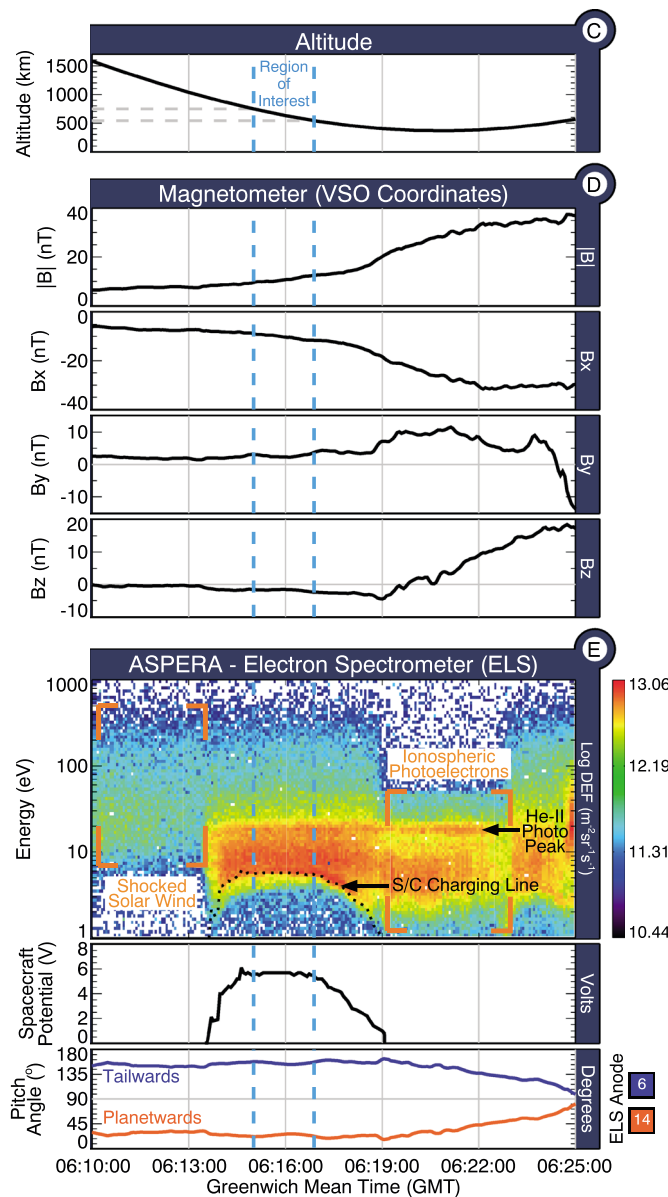 C
Altitude
Altitude (km)
1500
1000
500
0
Region
of
Interest
D
Magnetometer (VSO Coordinates)
|B| (nT)
40
20
0
|B|
Bx (nT)
0
-20
-40
Bx
By (nT)
10
0
-10
By
Bz (nT)
20
10
0
-10
Bz
E
ASPERA - Electron Spectrometer (ELS)
Energy (eV)
1000
100
10
1
Ionospheric
Photoelectrons
He-II
Photo
Peak
Shocked
Solar Wind
S/C Charging Line
Log DEF (m-2sr-1s-1)
13.06
12.19
11.31
10.44
Spacecraft
Potential (V)
8
6
4
2
0
Volts
Pitch
Angle (º)
180
135
90
45
0
Tailwards
Planetwards
Degrees
ELS Anode
6
14
06:10:00 06:13:00 06:16:00 06:19:00 06:22:00 06:25:00
Greenwich Mean Time (GMT)